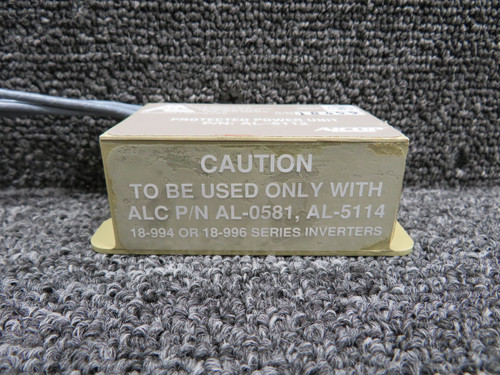 PROTECTED POWER UNIT
CAUTION
TO BE USED ONLY WITH
ALC P/N AL-0581, AL-5114
18-994 OR 18-996 SERIES INVERTERS